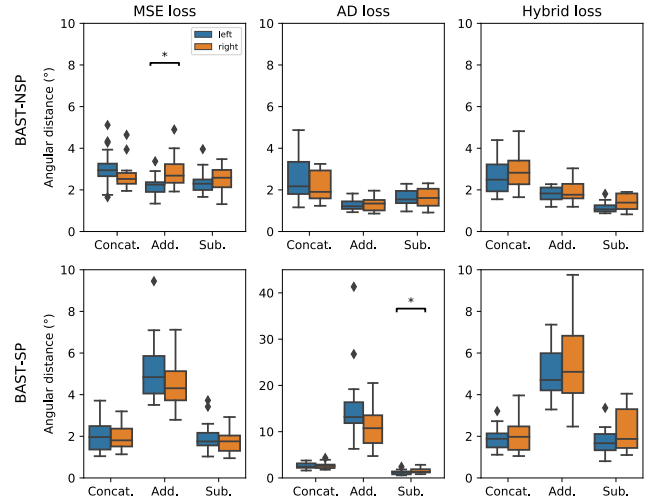 MSE loss AD loss Hybrid loss
BAST-NSP
Angular distance (°)
10
8
6
4
2
0
*
left
right
Concat. Add. Sub.
10
8
6
4
2
0
Concat. Add. Sub.
10
8
6
4
2
0
Concat. Add. Sub.
BAST-SP
Angular distance (°)
10
8
6
4
2
0
Concat. Add. Sub.
40
30
20
10
0
*
Concat. Add. Sub.
10
8
6
4
2
0
Concat. Add. Sub.